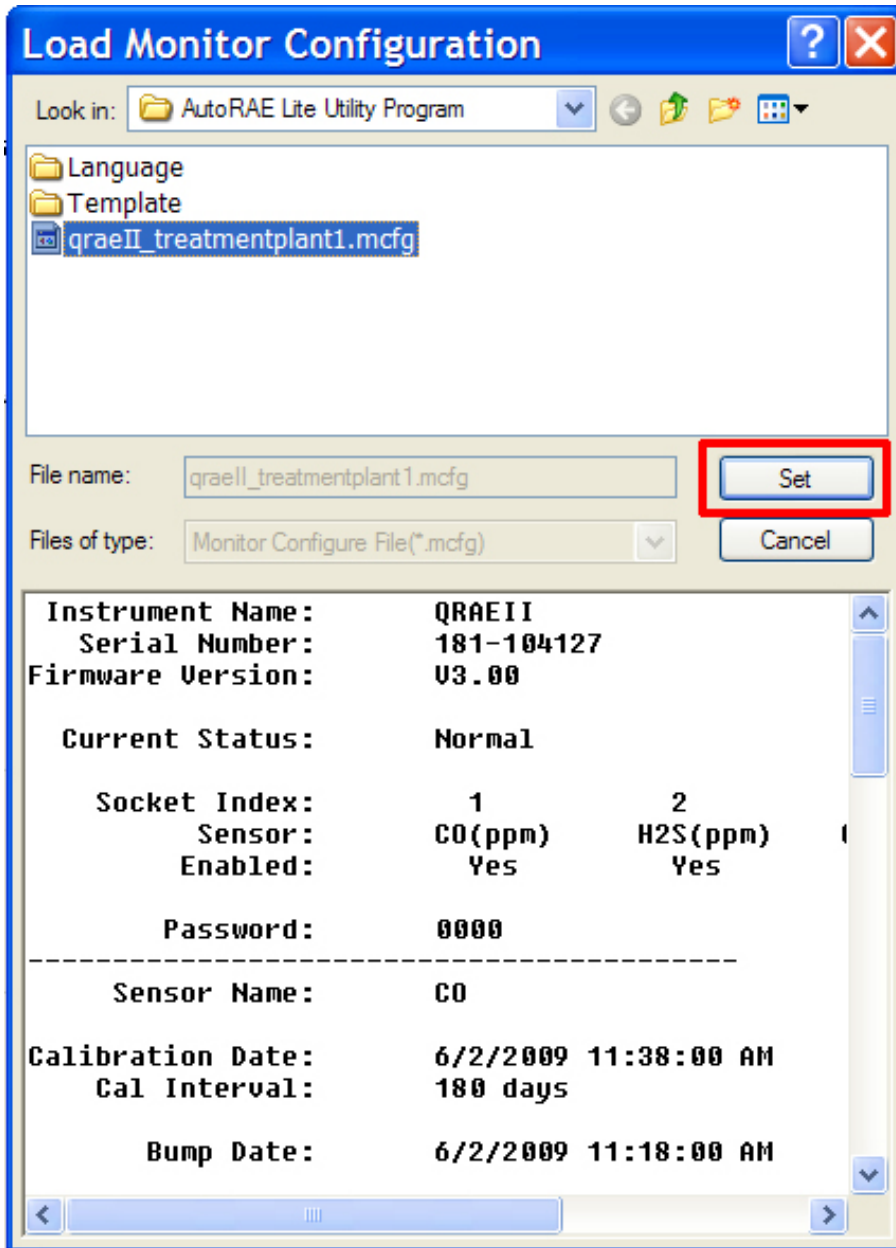 Load Monitor Configuration
Look in: AutoRAE Lite Utility Program
Language
Template
qraeII_treatmentplant1.mcfg
File name: qraeII_treatmentplant1.mcfg Set
Files of type: Monitor Configure File(*.mcfg) Cancel
Instrument Name: QRAEII
Serial Number: 181-104127
Firmware Version: V3.00
Current Status: Normal
Socket Index: 1 2
Sensor: CO(ppm) H2S(ppm)
Enabled: Yes Yes
Password: 0000
------------------------------------------
Sensor Name: CO
Calibration Date: 6/2/2009 11:38:00 AM
Cal Interval: 180 days
Bump Date: 6/2/2009 11:18:00 AM